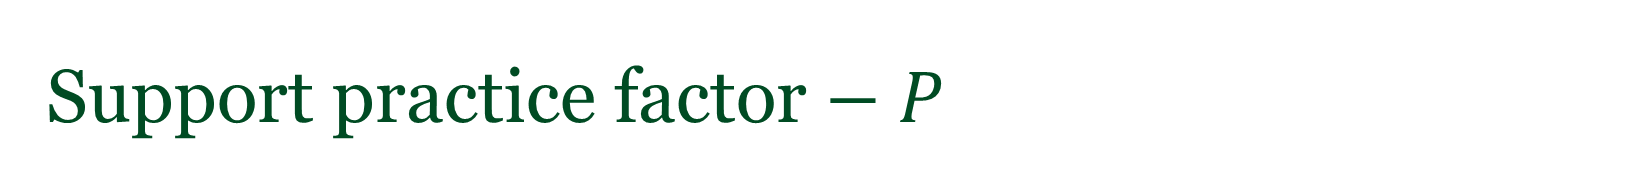 Support practice factor – P